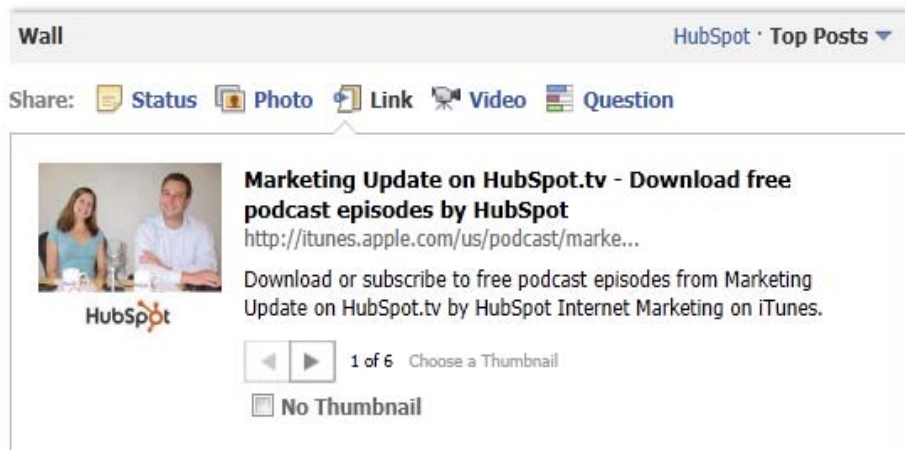 Wall HubSpot · Top Posts
Share: Status Photo Link Video Question
Marketing Update on HubSpot.tv - Download free
podcast episodes by HubSpot
http://itunes.apple.com/us/podcast/marke...
Download or subscribe to free podcast episodes from Marketing
Update on HubSpot.tv by HubSpot Internet Marketing on iTunes.
HubSpot
1 of 6 Choose a Thumbnail
No Thumbnail